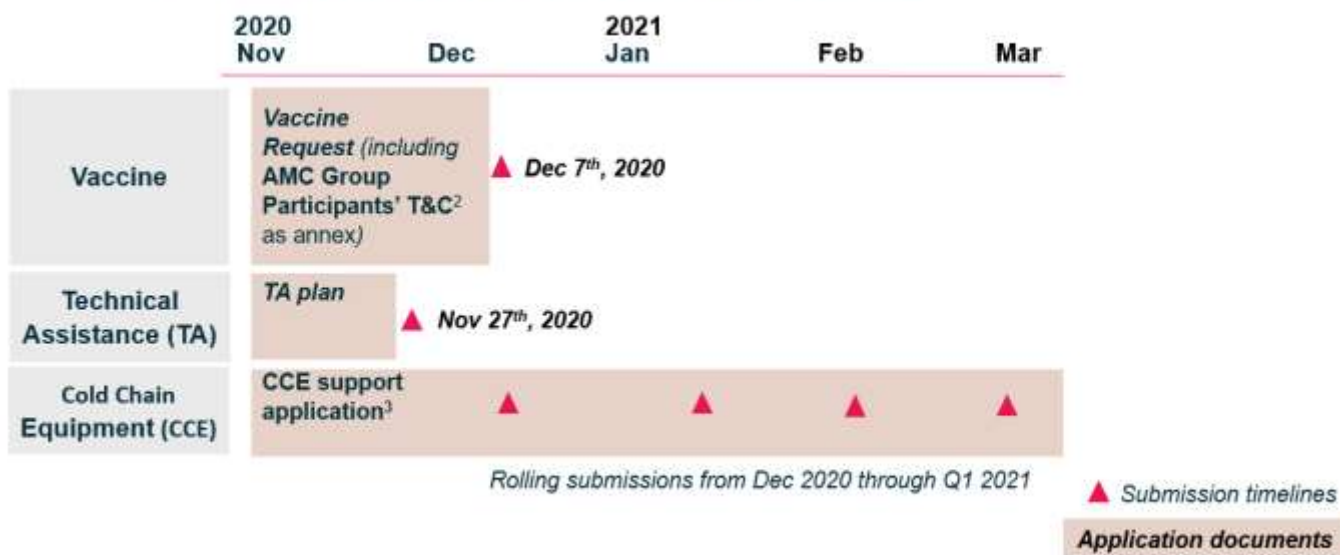 2020
Nov Dec
2021
Jan Feb Mar
Vaccine
Vaccine
Request (including
AMC Group
Participants' T&C²
as annex)
Dec 7th, 2020
Technical
Assistance (TA)
TA plan
Nov 27th, 2020
Cold Chain
Equipment (CCE)
CCE support
application³
Rolling submissions from Dec 2020 through Q1 2021
Submission timelines
Application documents